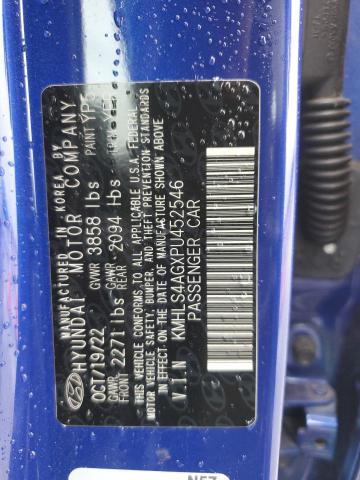 MANUFACTURED IN KOREA BY
HYUNDAI MOTOR COMPANY
PAINT YP5
OCT/19/22 GVWR 3858 lbs
GAWR FRONT 2271 lbs GAWR REAR 2094 lbs
THIS VEHICLE CONFORMS TO ALL APPLICABLE U.S.A. FEDERAL
MOTOR VEHICLE SAFETY, BUMPER, AND THEFT PREVENTION STANDARDS
IN EFFECT ON THE DATE OF MANUFACTURE SHOWN ABOVE.
V.I.N KMHLS4AGXPU452546
PASSENGER CAR